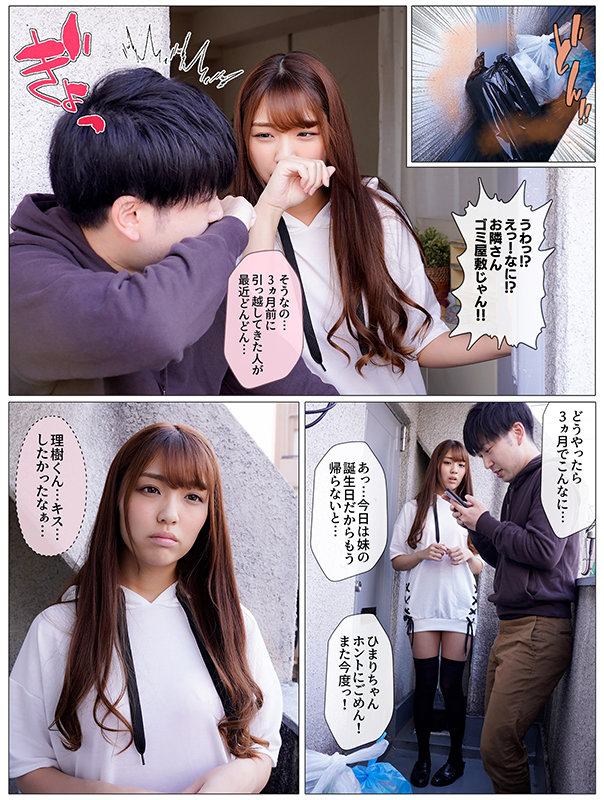 ぎょっ
どーん!!
うわっ!?
えっーなに!?
お隣さん
ゴミ屋敷じゃん!!
そうなの…
3ヵ月前に
引っ越してきた人が
最近どんどん…
どうやったら
3ヵ月でこんなに…
あっ…今日は妹の
誕生日だからもう
帰らないと…
ひまりちゃん
ホントにごめん!
また今度っ!
理樹くん…キス…
したかったなぁ…